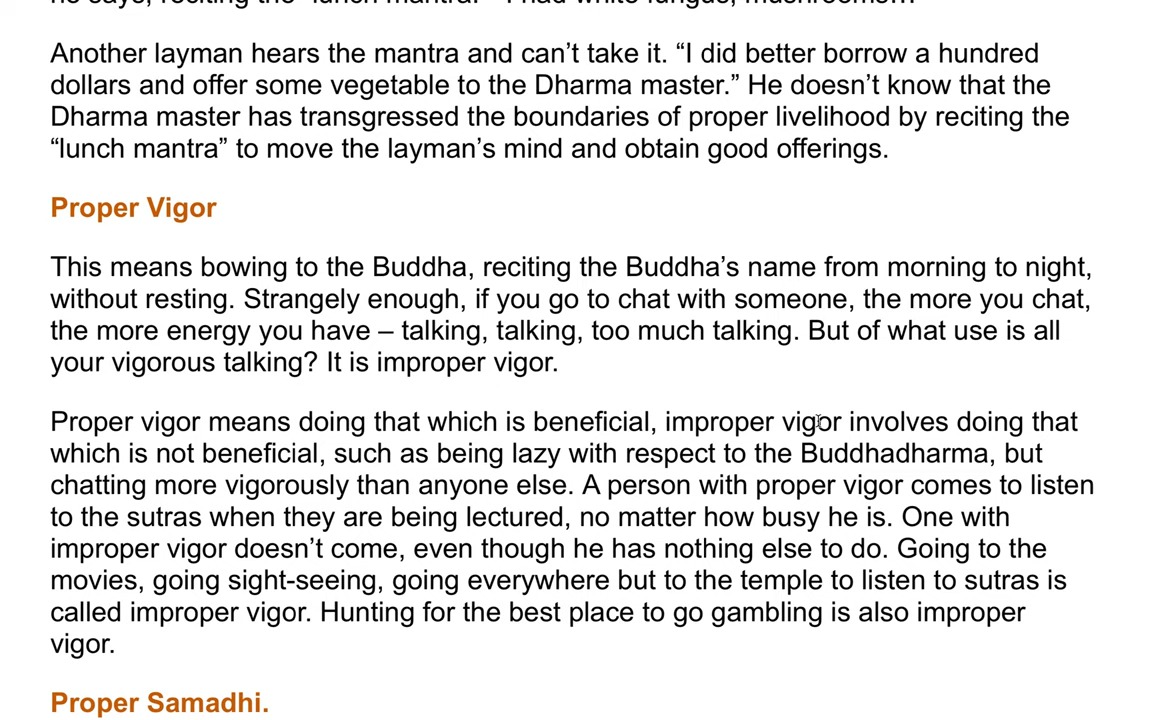 he says, reciting the “lunch mantra.” “I had white fungus, mushrooms…
Another layman hears the mantra and can’t take it. “I did better borrow a hundred
dollars and offer some vegetable to the Dharma master.” He doesn’t know that the
Dharma master has transgressed the boundaries of proper livelihood by reciting the
“lunch mantra” to move the layman’s mind and obtain good offerings.
Proper Vigor
This means bowing to the Buddha, reciting the Buddha’s name from morning to night,
without resting. Strangely enough, if you go to chat with someone, the more you chat,
the more energy you have – talking, talking, too much talking. But of what use is all
your vigorous talking? It is improper vigor.
Proper vigor means doing that which is beneficial, improper vigor involves doing that
which is not beneficial, such as being lazy with respect to the Buddhadharma, but
chatting more vigorously than anyone else. A person with proper vigor comes to listen
to the sutras when they are being lectured, no matter how busy he is. One with
improper vigor doesn’t come, even though he has nothing else to do. Going to the
movies, going sight-seeing, going everywhere but to the temple to listen to sutras is
called improper vigor. Hunting for the best place to go gambling is also improper
vigor.
Proper Samadhi.